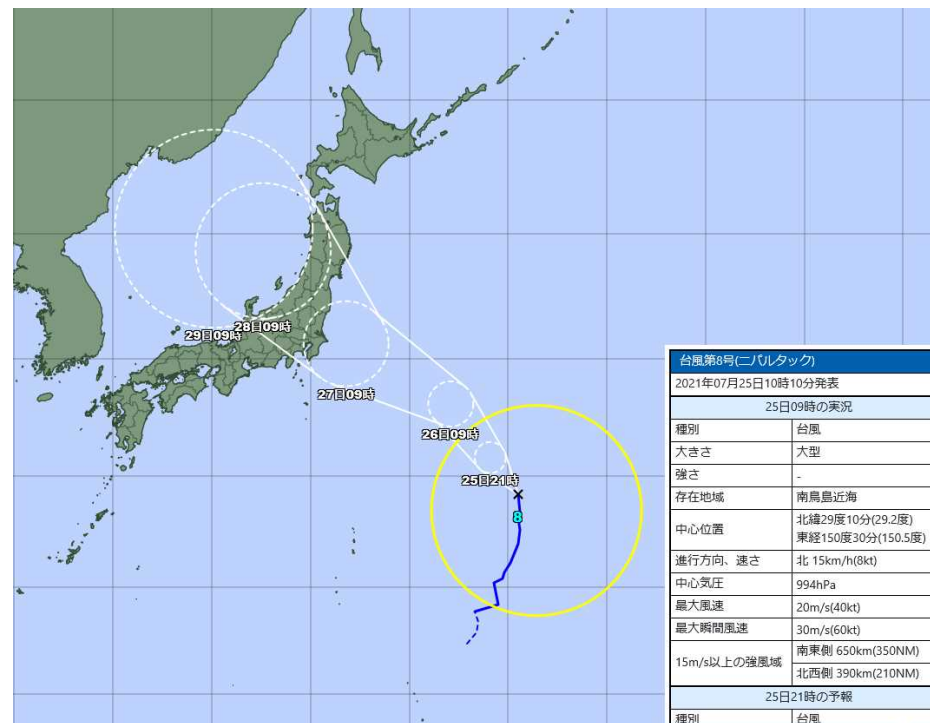 29日09時
28日09時
27日09時
26日09時
25日21時
8
台風第8号(ニパルタック)
2021年07月25日10時10分発表
25日09時の実況
種別 台風
大きさ 大型
強さ -
存在地域 南鳥島近海
中心位置 北緯29度10分(29.2度)
東経150度30分(150.5度)
進行方向、速さ 北 15km/h(8kt)
中心気圧 994hPa
最大風速 20m/s(40kt)
最大瞬間風速 30m/s(60kt)
15m/s以上の強風域 南東側 650km(350NM)
北西側 390km(210NM)
25日21時の予報
種別 台風